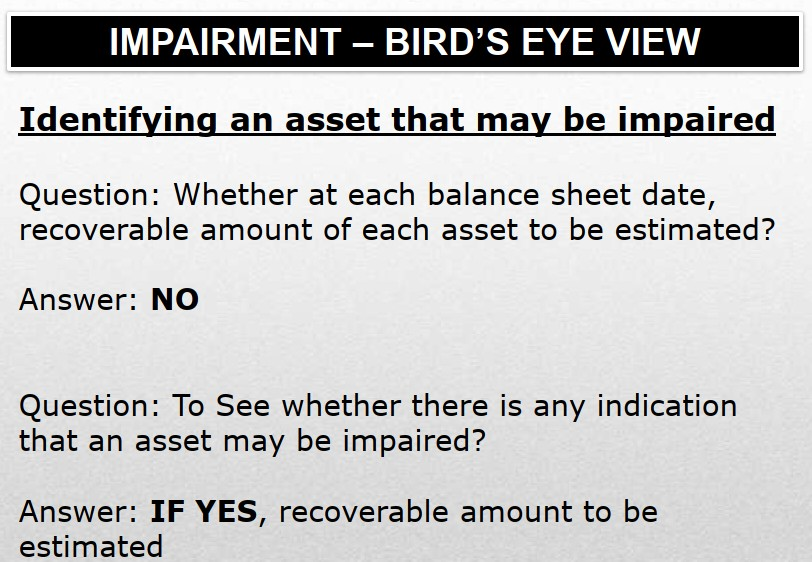 IMPAIRMENT – BIRD’S EYE VIEW
Identifying an asset that may be impaired
Question: Whether at each balance sheet date,
recoverable amount of each asset to be estimated?
Answer: NO
Question: To See whether there is any indication
that an asset may be impaired?
Answer: IF YES, recoverable amount to be
estimated